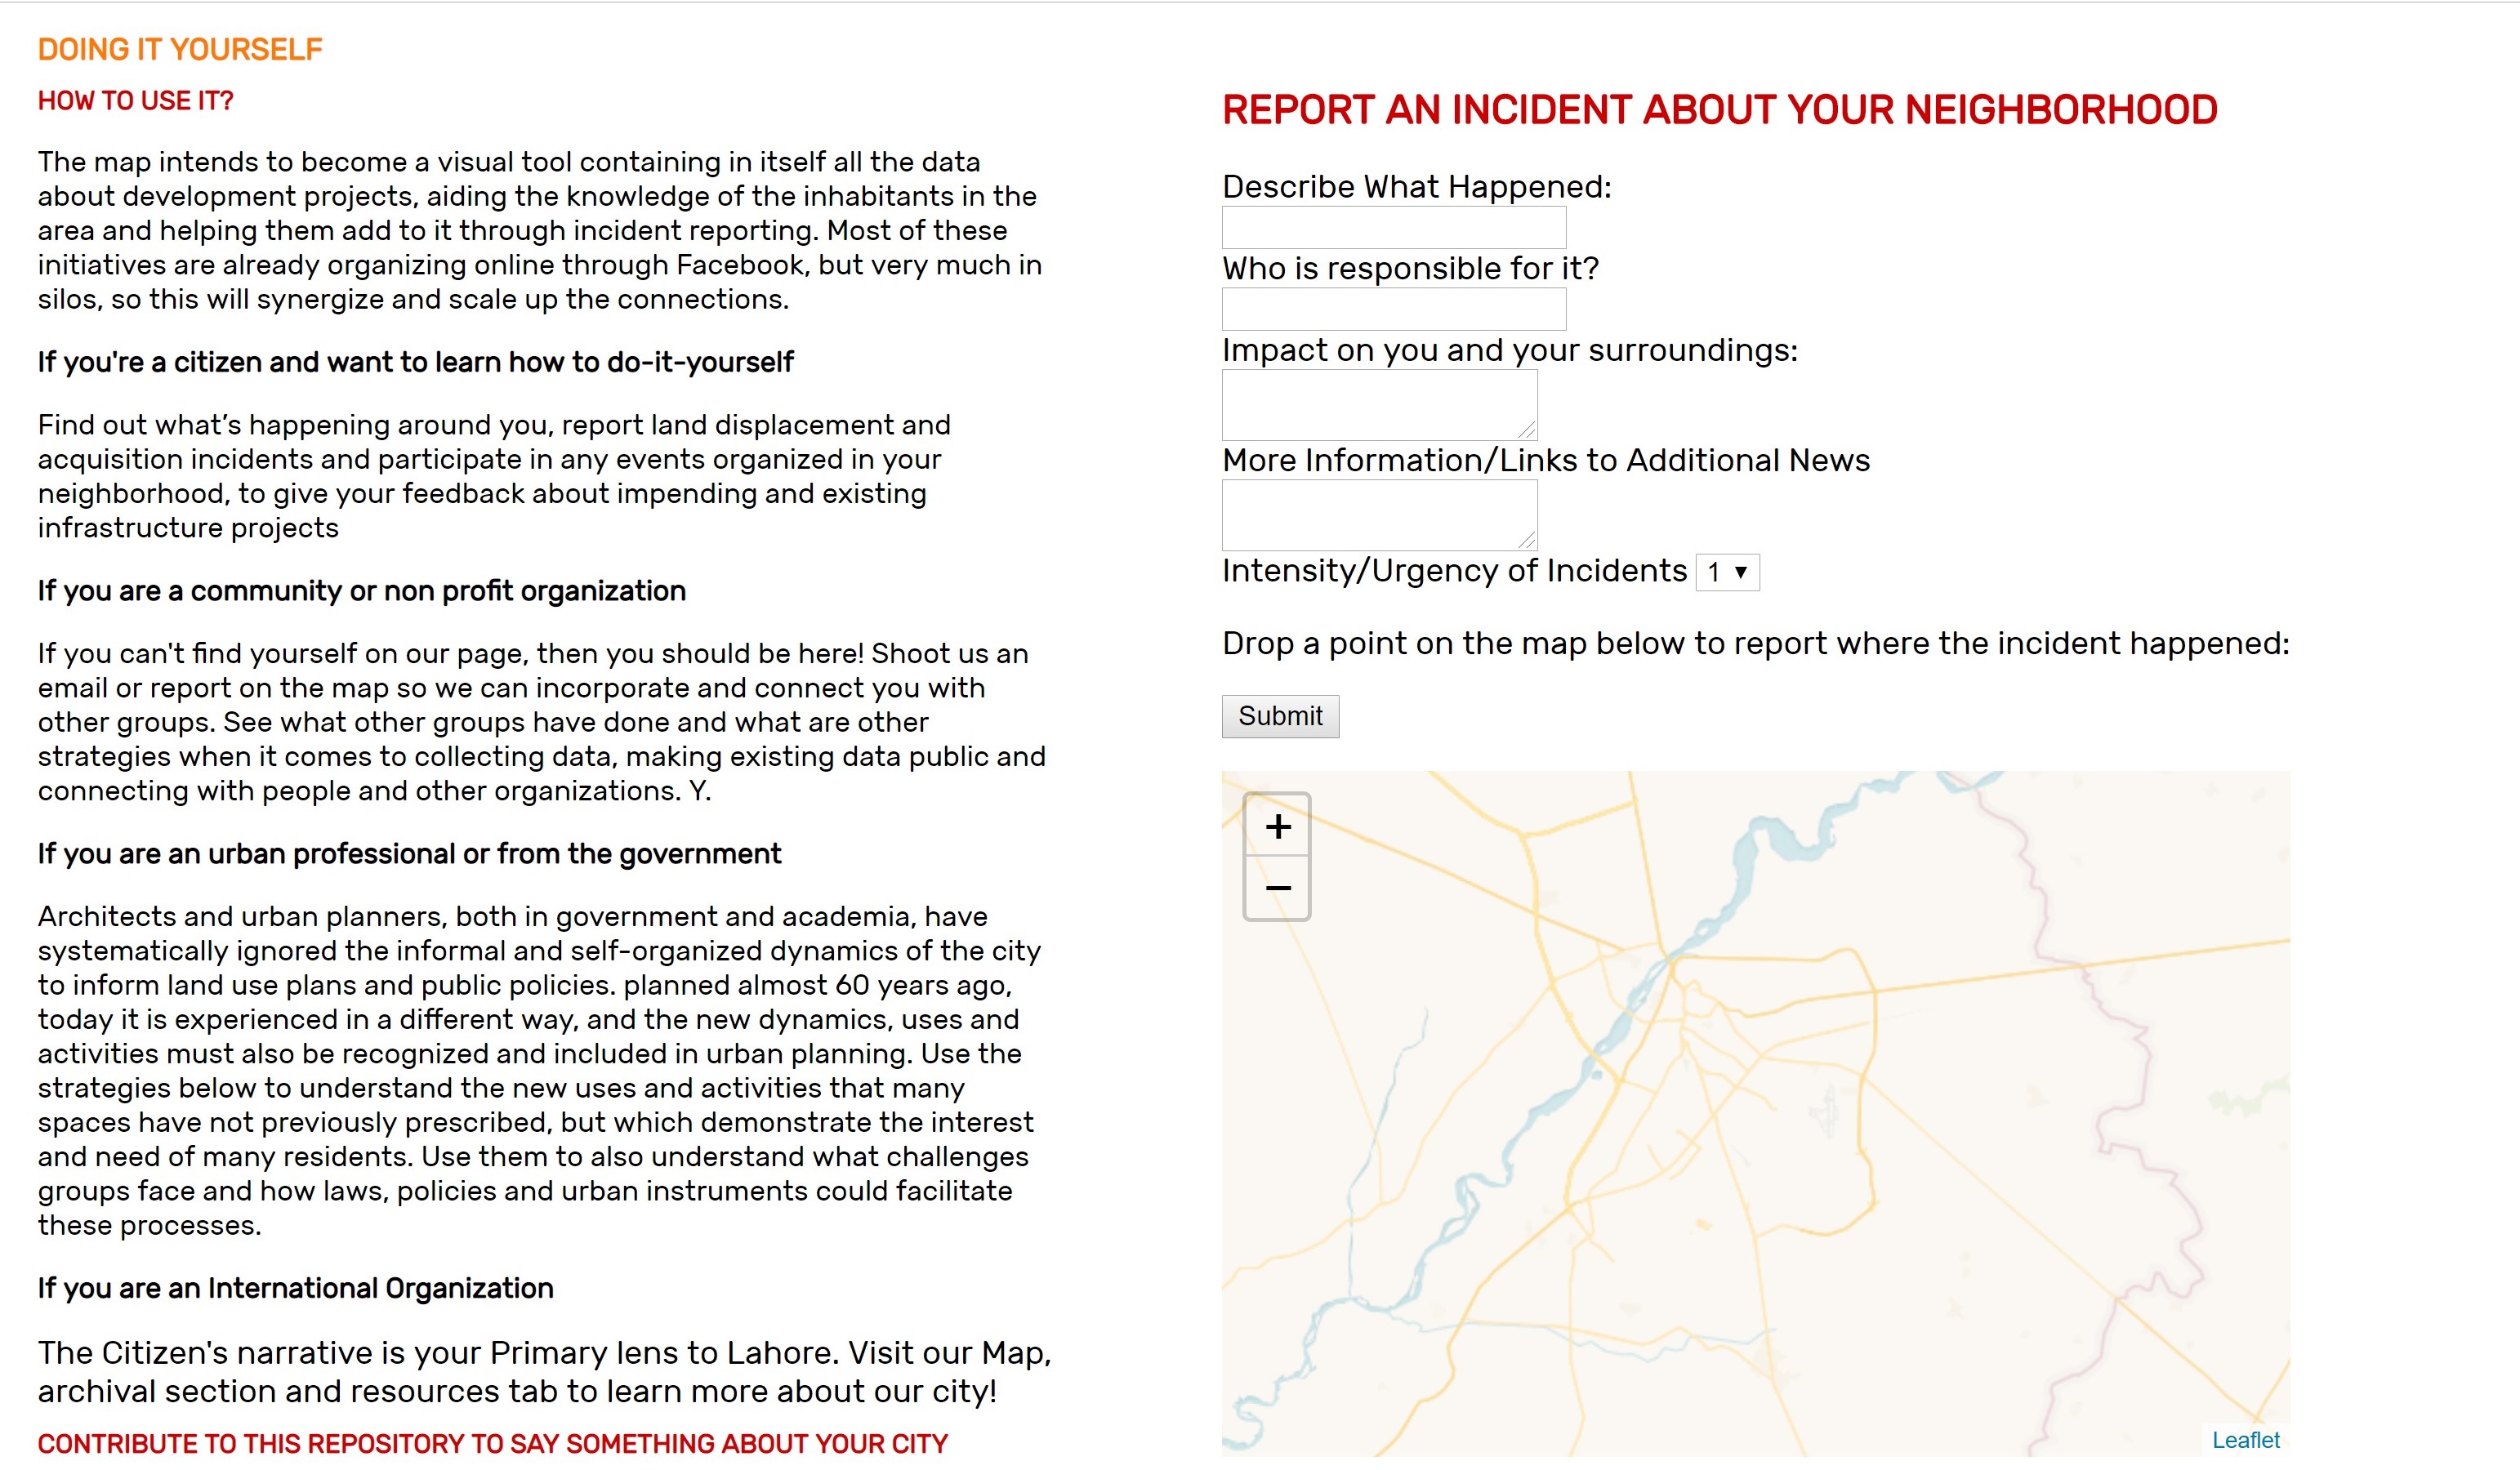 DOING IT YOURSELF
HOW TO USE IT?
The map intends to become a visual tool containing in itself all the data
about development projects, aiding the knowledge of the inhabitants in the
area and helping them add to it through incident reporting. Most of these
initiatives are already organizing online through Facebook, but very much in
silos, so this will synergize and scale up the connections.
If you're a citizen and want to learn how to do-it-yourself
Find out what’s happening around you, report land displacement and
acquisition incidents and participate in any events organized in your
neighborhood, to give your feedback about impending and existing
infrastructure projects
If you are a community or non profit organization
If you can't find yourself on our page, then you should be here! Shoot us an
email or report on the map so we can incorporate and connect you with
other groups. See what other groups have done and what are other
strategies when it comes to collecting data, making existing data public and
connecting with people and other organizations. Y.
If you are an urban professional or from the government
Architects and urban planners, both in government and academia, have
systematically ignored the informal and self-organized dynamics of the city
to inform land use plans and public policies. planned almost 60 years ago,
today it is experienced in a different way, and the new dynamics, uses and
activities must also be recognized and included in urban planning. Use the
strategies below to understand the new uses and activities that many
spaces have not previously prescribed, but which demonstrate the interest
and need of many residents. Use them to also understand what challenges
groups face and how laws, policies and urban instruments could facilitate
these processes.
If you are an International Organization
The Citizen's narrative is your Primary lens to Lahore. Visit our Map,
archival section and resources tab to learn more about our city!
CONTRIBUTE TO THIS REPOSITORY TO SAY SOMETHING ABOUT YOUR CITY
REPORT AN INCIDENT ABOUT YOUR NEIGHBORHOOD
Describe What Happened:
Who is responsible for it?
Impact on you and your surroundings:
More Information/Links to Additional News
Intensity/Urgency of Incidents 1 ▼
Drop a point on the map below to report where the incident happened:
Submit
+
−
Leaflet